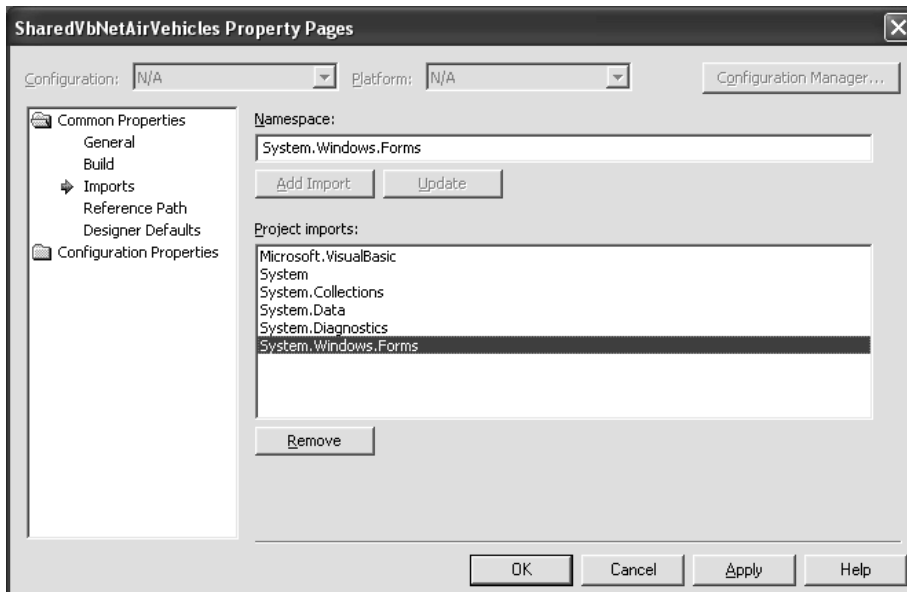 SharedVbNetAirVehicles Property Pages
Configuration: N/A Platform: N/A Configuration Manager...
Common Properties
General
Build
Imports
Reference Path
Designer Defaults
Configuration Properties
Namespace:
System.Windows.Forms
Add Import Update
Project imports:
Microsoft.VisualBasic
System
System.Collections
System.Data
System.Diagnostics
System.Windows.Forms
Remove
OK Cancel Apply Help